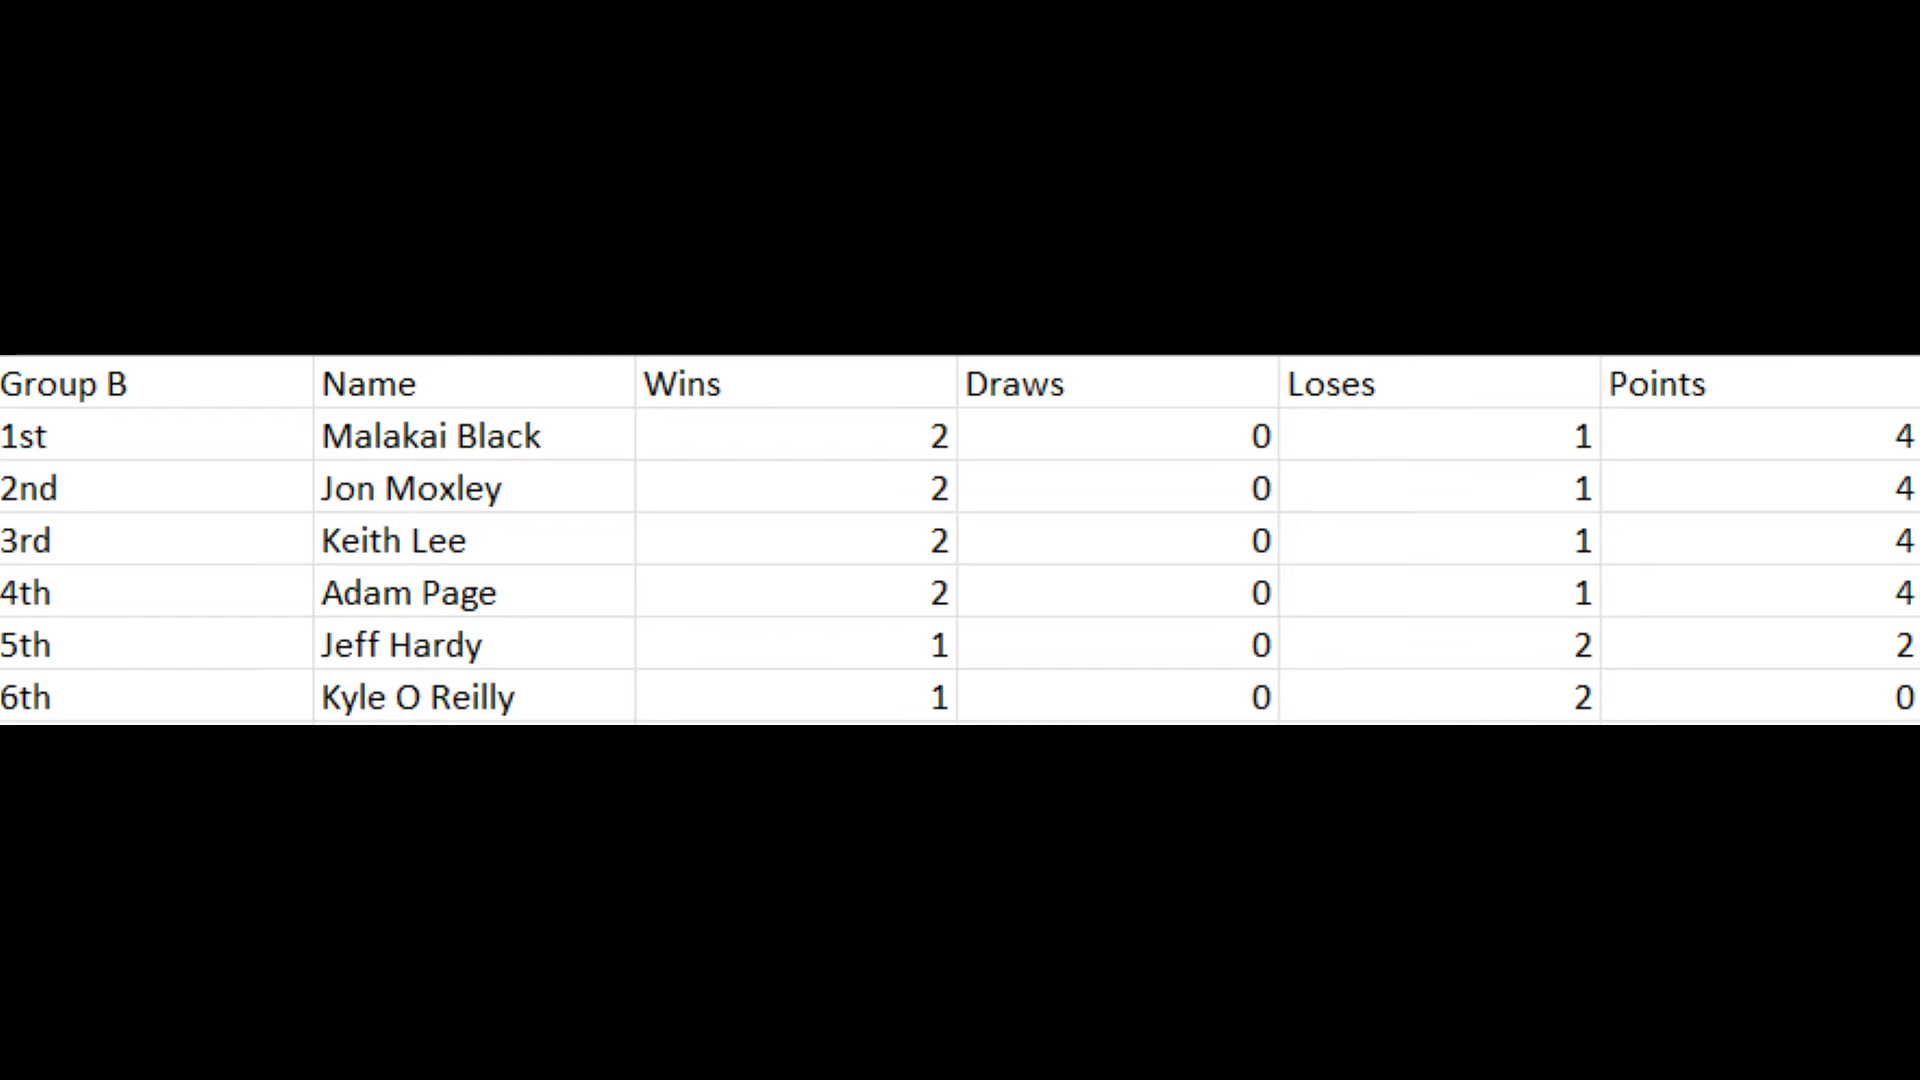 Group B Name Wins Draws Loses Points
1st Malakai Black 2 0 1 4
2nd Jon Moxley 2 0 1 4
3rd Keith Lee 2 0 1 4
4th Adam Page 2 0 1 4
5th Jeff Hardy 1 0 2 2
6th Kyle O Reilly 1 0 2 0